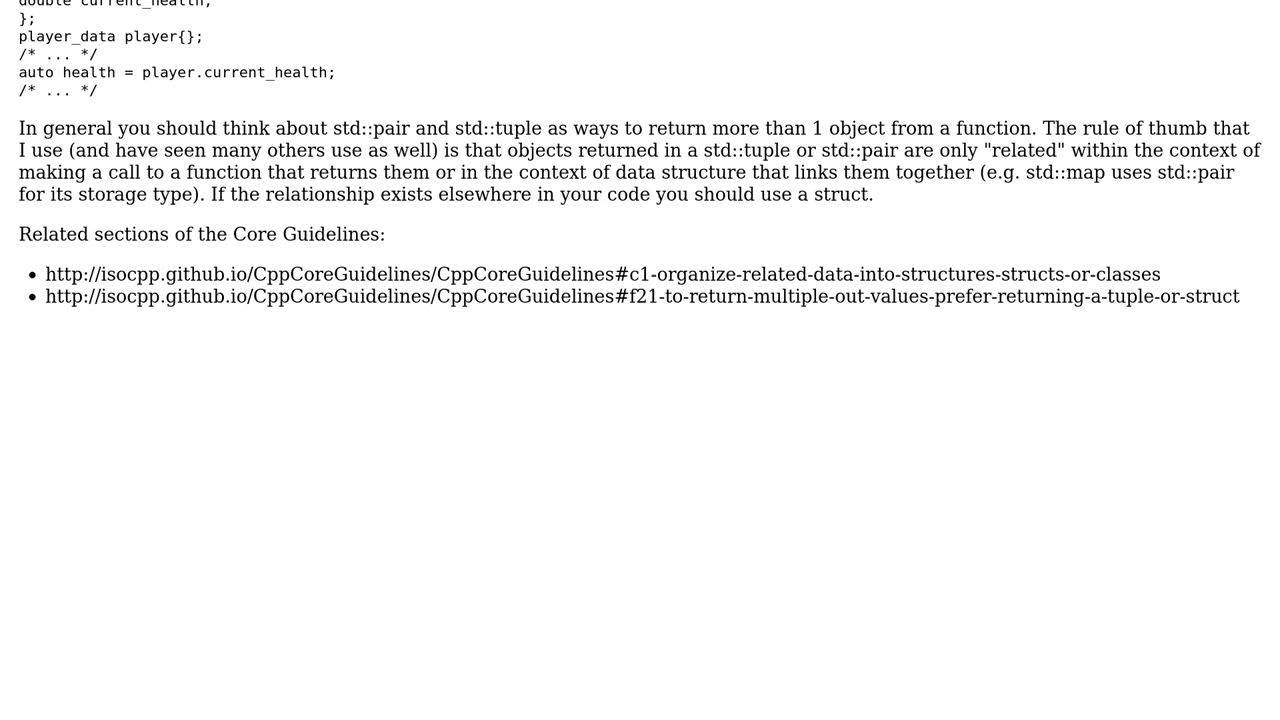 double current_health;
};
player_data player{};
/* ... */
auto health = player.current_health;
/* ... */
In general you should think about std::pair and std::tuple as ways to return more than 1 object from a function. The rule of thumb that
I use (and have seen many others use as well) is that objects returned in a std::tuple or std::pair are only "related" within the context of
making a call to a function that returns them or in the context of data structure that links them together (e.g. std::map uses std::pair
for its storage type). If the relationship exists elsewhere in your code you should use a struct.
Related sections of the Core Guidelines:
• http://isocpp.github.io/CppCoreGuidelines/CppCoreGuidelines#c1-organize-related-data-into-structures-structs-or-classes
• http://isocpp.github.io/CppCoreGuidelines/CppCoreGuidelines#f21-to-return-multiple-out-values-prefer-returning-a-tuple-or-struct